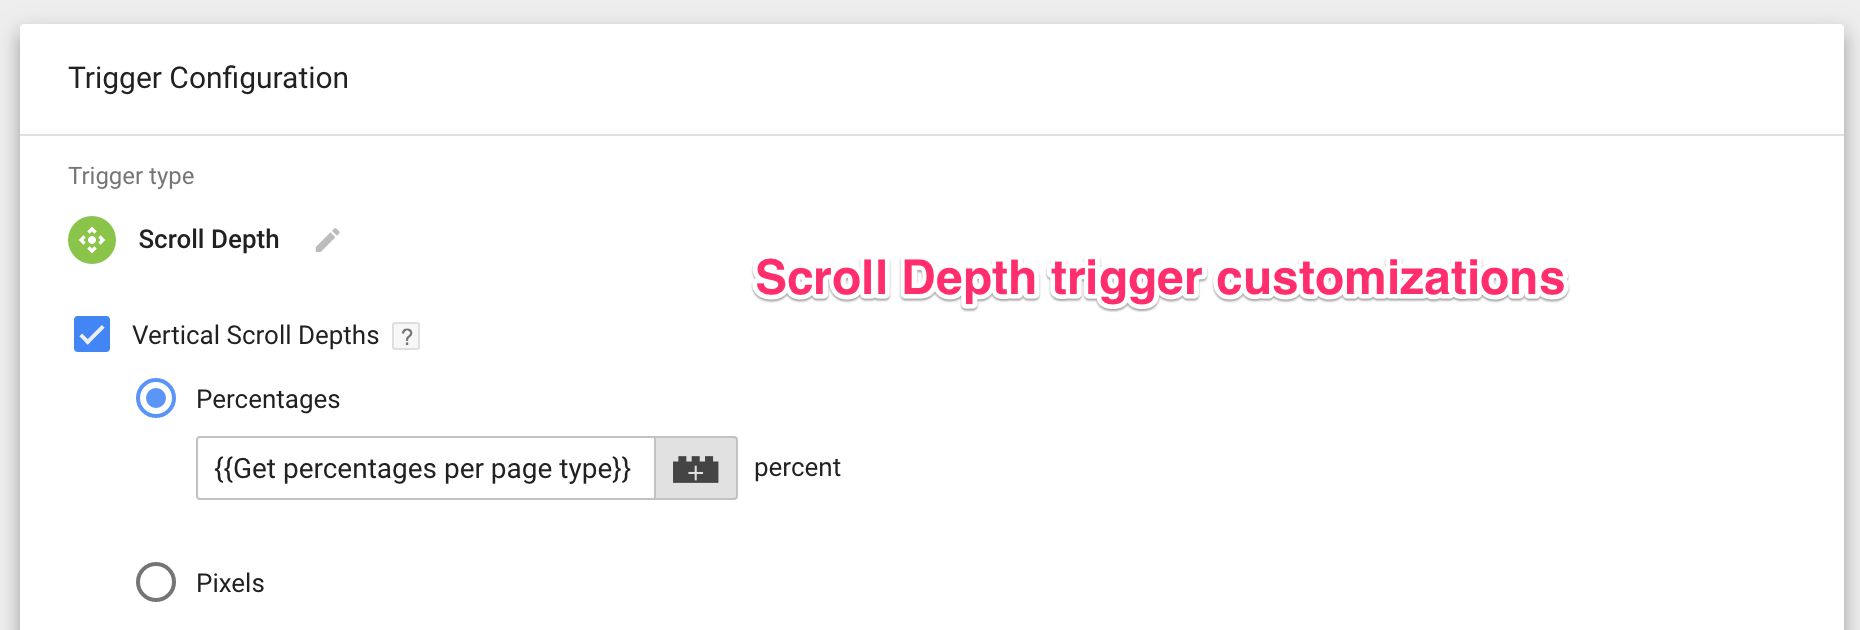 Trigger Configuration
Trigger type
Scroll Depth
Scroll Depth trigger customizations
Vertical Scroll Depths ?
Percentages
{{Get percentages per page type}} percent
Pixels